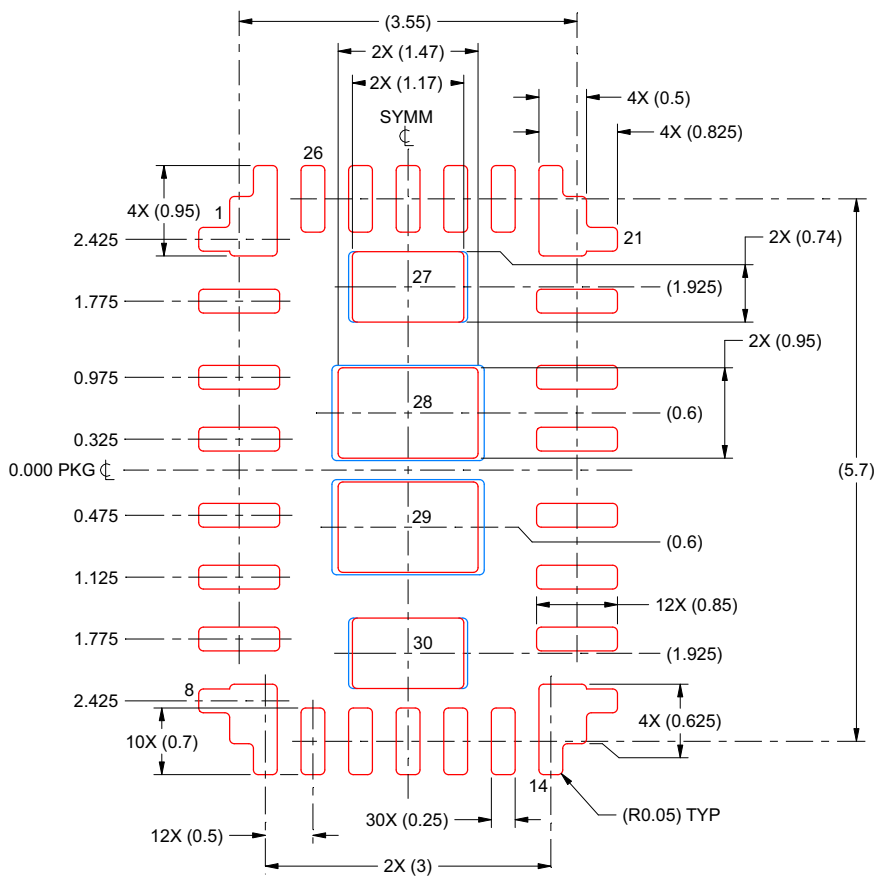 (3.55)
2X (1.47)
2X (1.17)
SYMM
4X (0.5)
4X (0.825)
26
4X (0.95)
1
21
2.425
2X (0.74)
27
(1.925)
1.775
2X (0.95)
0.975
28
(0.6)
0.325
0.000 PKG
(5.7)
0.475
29
(0.6)
1.125
12X (0.85)
1.775
30
(1.925)
8
2.425
4X (0.625)
10X (0.7)
14
30X (0.25)
(R0.05) TYP
12X (0.5)
2X (3)